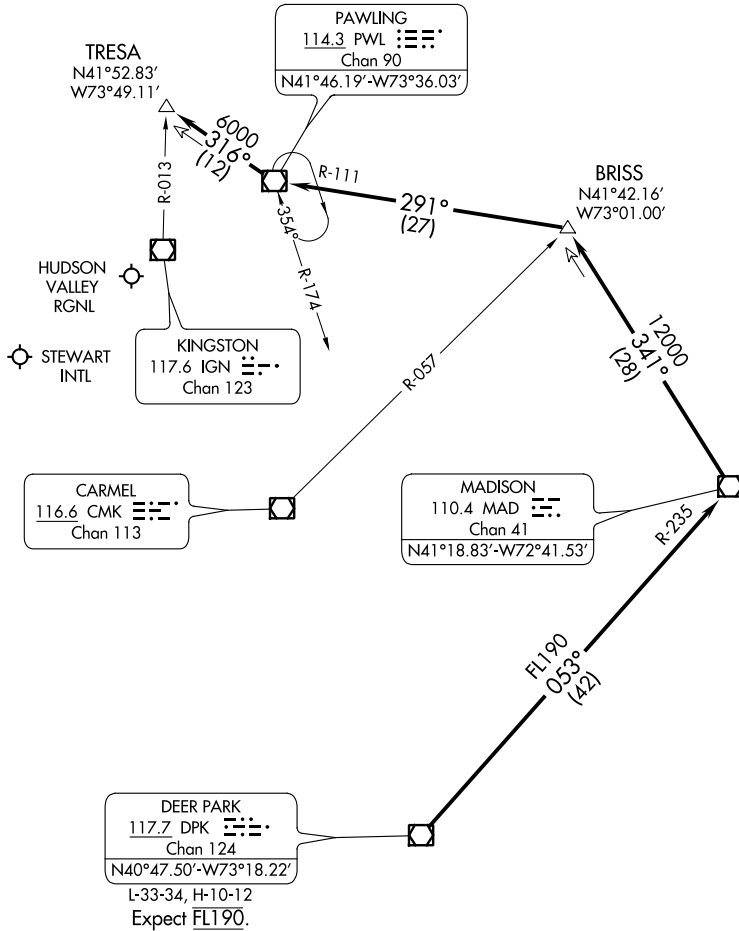 PAWLING
114.3 PWL
Chan 90
N41°46.19'-W73°36.03'
TRESA
N41°52.83'
W73°49.11'
6000
316°
(12)
R-111
R-013
354°
R-174
291°
(27)
BRISS
N41°42.16'
W73°01.00'
HUDSON
VALLEY
RGNL
STEWART
INTL
KINGSTON
117.6 IGN
Chan 123
R-057
12000
341°
(28)
CARMEL
116.6 CMK
Chan 113
MADISON
110.4 MAD
Chan 41
N41°18.83'-W72°41.53'
R-235
FL190
053°
(42)
DEER PARK
117.7 DPK
Chan 124
N40°47.50'-W73°18.22'
L-33-34, H-10-12
Expect FL190.